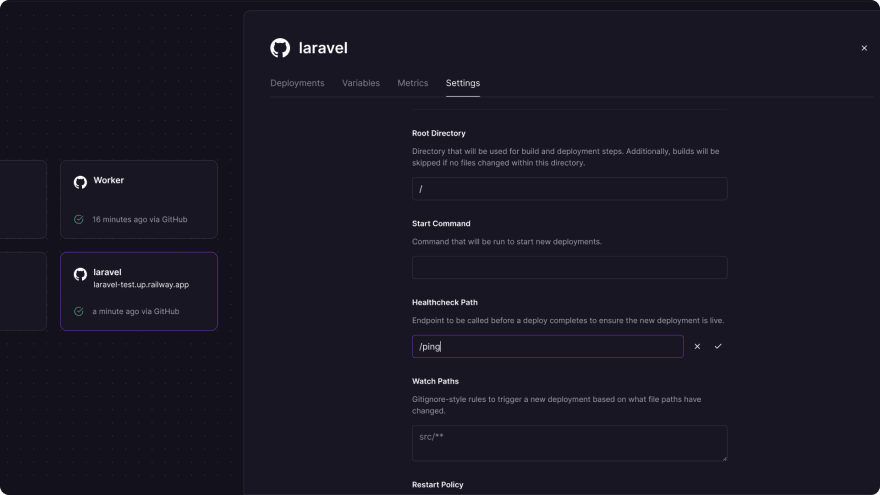 laravel
Deployments
Variables
Metrics
Settings
Root Directory
Directory that will be used for build and deployment steps. Additionally, builds will be
skipped if no files changed within this directory.
/
Start Command
Command that will be run to start new deployments.
Healthcheck Path
Endpoint to be called before a deploy completes to ensure the new deployment is live.
/ping
Watch Paths
Gitignore-style rules to trigger a new deployment based on what file paths have
changed.
src/**
Restart Policy
Worker
16 minutes ago via GitHub
laravel
laravel-test.up.railway.app
a minute ago via GitHub